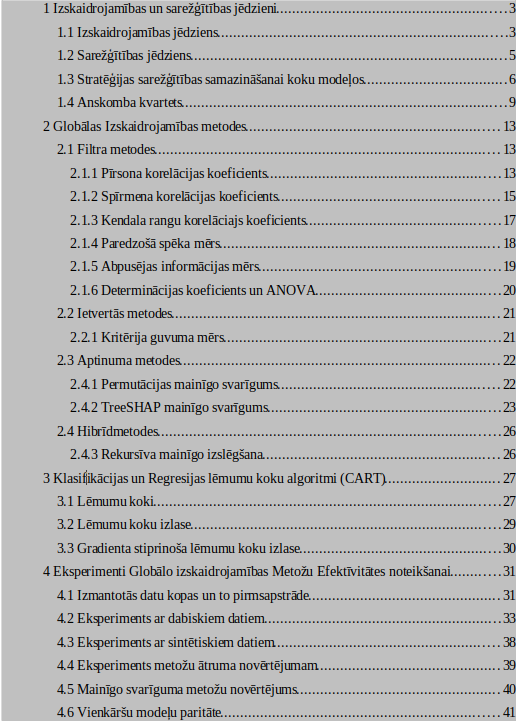 1 Izskaidrojamības un sarežģītības jēdzieni........3
1.1 Izskaidrojamības jēdziens........3
1.2 Sarežģītības jēdziens........5
1.3 Stratēģijas sarežģītības samazināšanai koku modeļos........6
1.4 Anskomba kvartets........9
2 Globālas Izskaidrojamības metodes........13
2.1 Filtra metodes........13
2.1.1 Pīrsona korelācijas koeficients........13
2.1.2 Spīrmena korelācijas koeficients........15
2.1.3 Kendala rangu korelāciajs koeficients........17
2.1.4 Paredzošā spēka mērs........18
2.1.5 Abpusējas informācijas mērs........19
2.1.6 Determinācijas koeficients un ANOVA........20
2.2 Ietvertās metodes........21
2.2.1 Kritērija guvuma mērs........21
2.3 Aptinuma metodes........22
2.4.1 Permutācijas mainīgo svarīgums........22
2.4.2 TreeSHAP mainīgo svarīgums........23
2.4 Hibrīdmetodes........26
2.4.3 Rekursīva mainīgo izslēgšana........26
3 Klasifikācijas un Regresijas lēmumu koku algoritmi (CART)........27
3.1 Lēmumu koki........27
3.2 Lēmumu koku izlase........29
3.3 Gradienta stiprinoša lēmumu koku izlase........30
4 Eksperimenti Globālo izskaidrojamības Metožu Efektīvitātes noteikšanai........31
4.1 Izmantotās datu kopas un to pirmsapstrāde........31
4.2 Eksperiments ar dabiskiem datiem........33
4.3 Eksperiments ar sintētiskiem datiem........38
4.4 Eksperiments metožu ātruma novērtējumam........39
4.5 Mainīgo svarīguma metožu novērtējums........40
4.6 Vienkāršu modeļu paritāte........41